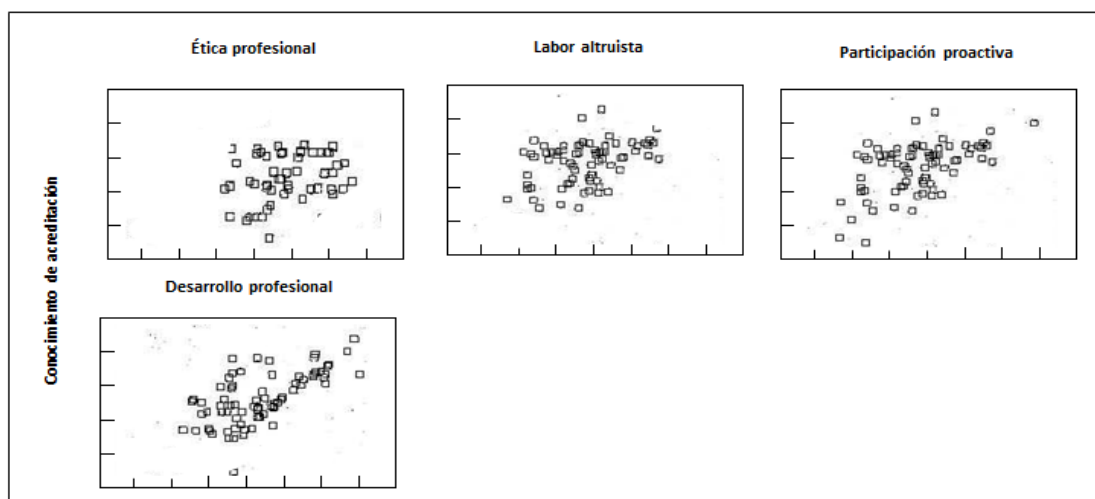 Ética profesional
Labor altruista
Participación proactiva
Conocimiento de acreditación
Desarrollo profesional